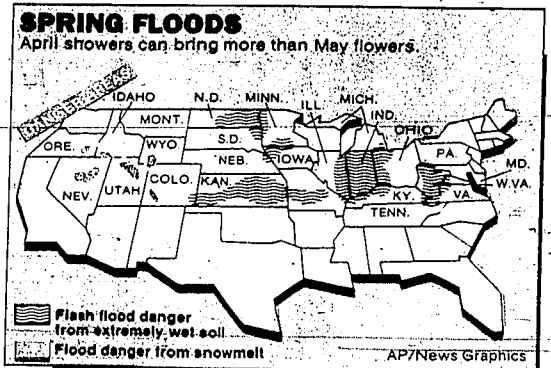 SPRING FLOODS
April showers can bring more than May flowers.
DANGER AREAS
IDAHO N.D. MINN. ILL. MICH. IND.
MONT. OHIO
ORE. WYO. S.D. PA.
NEB. IOWA MD.
NEV. UTAH COLO. KAN. KY. VA. W.VA.
TENN.
Flash flood danger
from extremely wet soil
Flood danger from snowmelt
AP/News Graphics